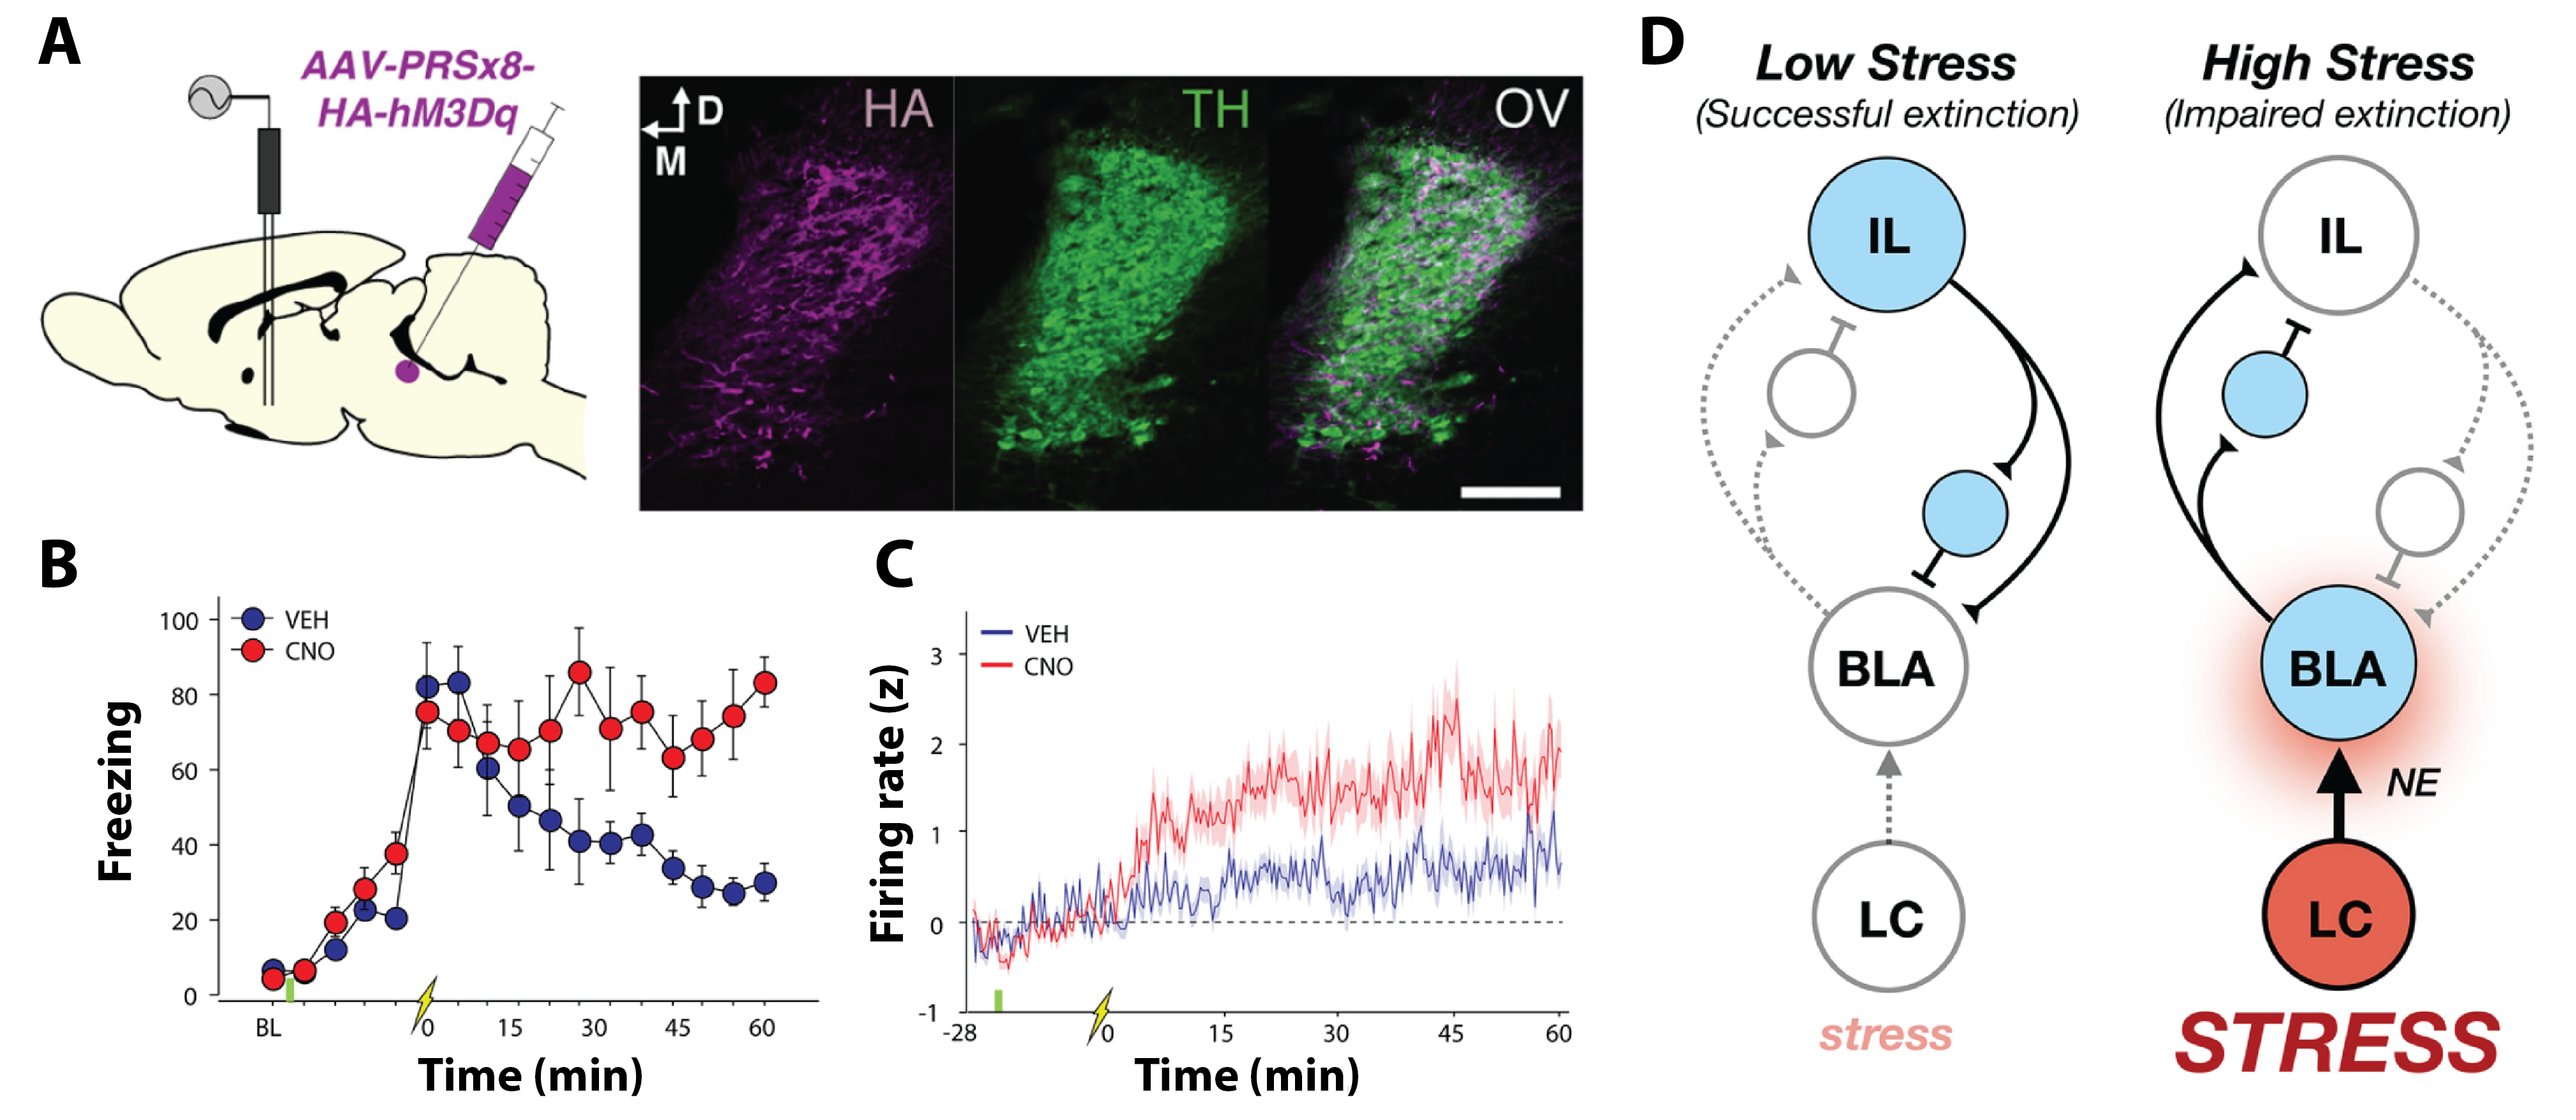 A
AAV-PRSx8-
HA-hM3Dq
D
M
HA
TH
OV
B
VEH
CNO
Freezing
100
80
60
40
20
0
BL
0
15
30
45
60
Time (min)
C
VEH
CNO
Firing rate (z)
3
2
1
0
-1
-28
0
15
30
45
60
Time (min)
D
Low Stress
(Successful extinction)
IL
BLA
LC
stress
High Stress
(Impaired extinction)
IL
BLA
NE
LC
STRESS